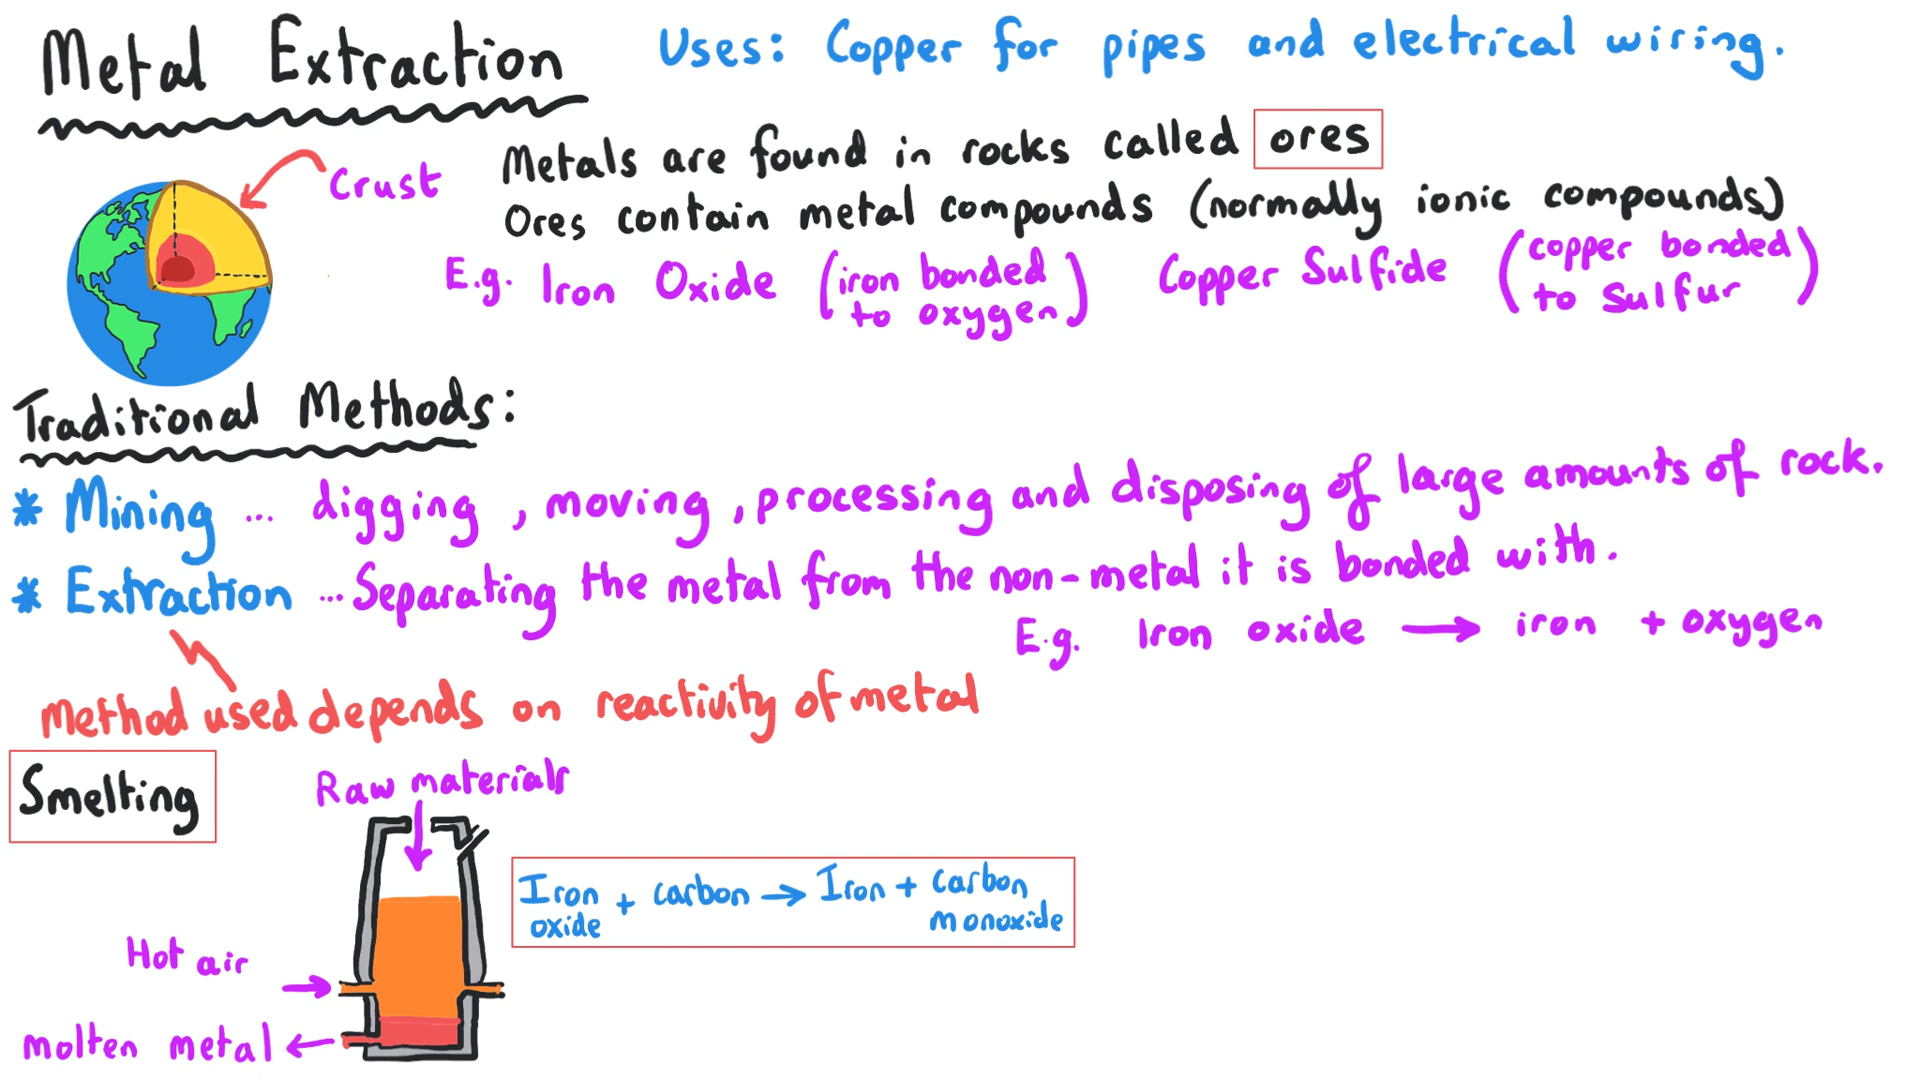 Metal Extraction
Uses: Copper for pipes and electrical wiring.
Crust
Metals are found in rocks called ores
Ores contain metal compounds (normally ionic compounds)
E.g. Iron Oxide (iron bonded to oxygen) Copper Sulfide (copper bonded to sulfur)
Traditional Methods:
* Mining ... digging, moving, processing and disposing of large amounts of rock.
* Extraction ... Separating the metal from the non-metal it is bonded with.
E.g. Iron oxide → iron + oxygen
Method used depends on reactivity of metal
Smelting
Raw materials
Iron oxide + carbon → Iron + carbon monoxide
Hot air
molten metal